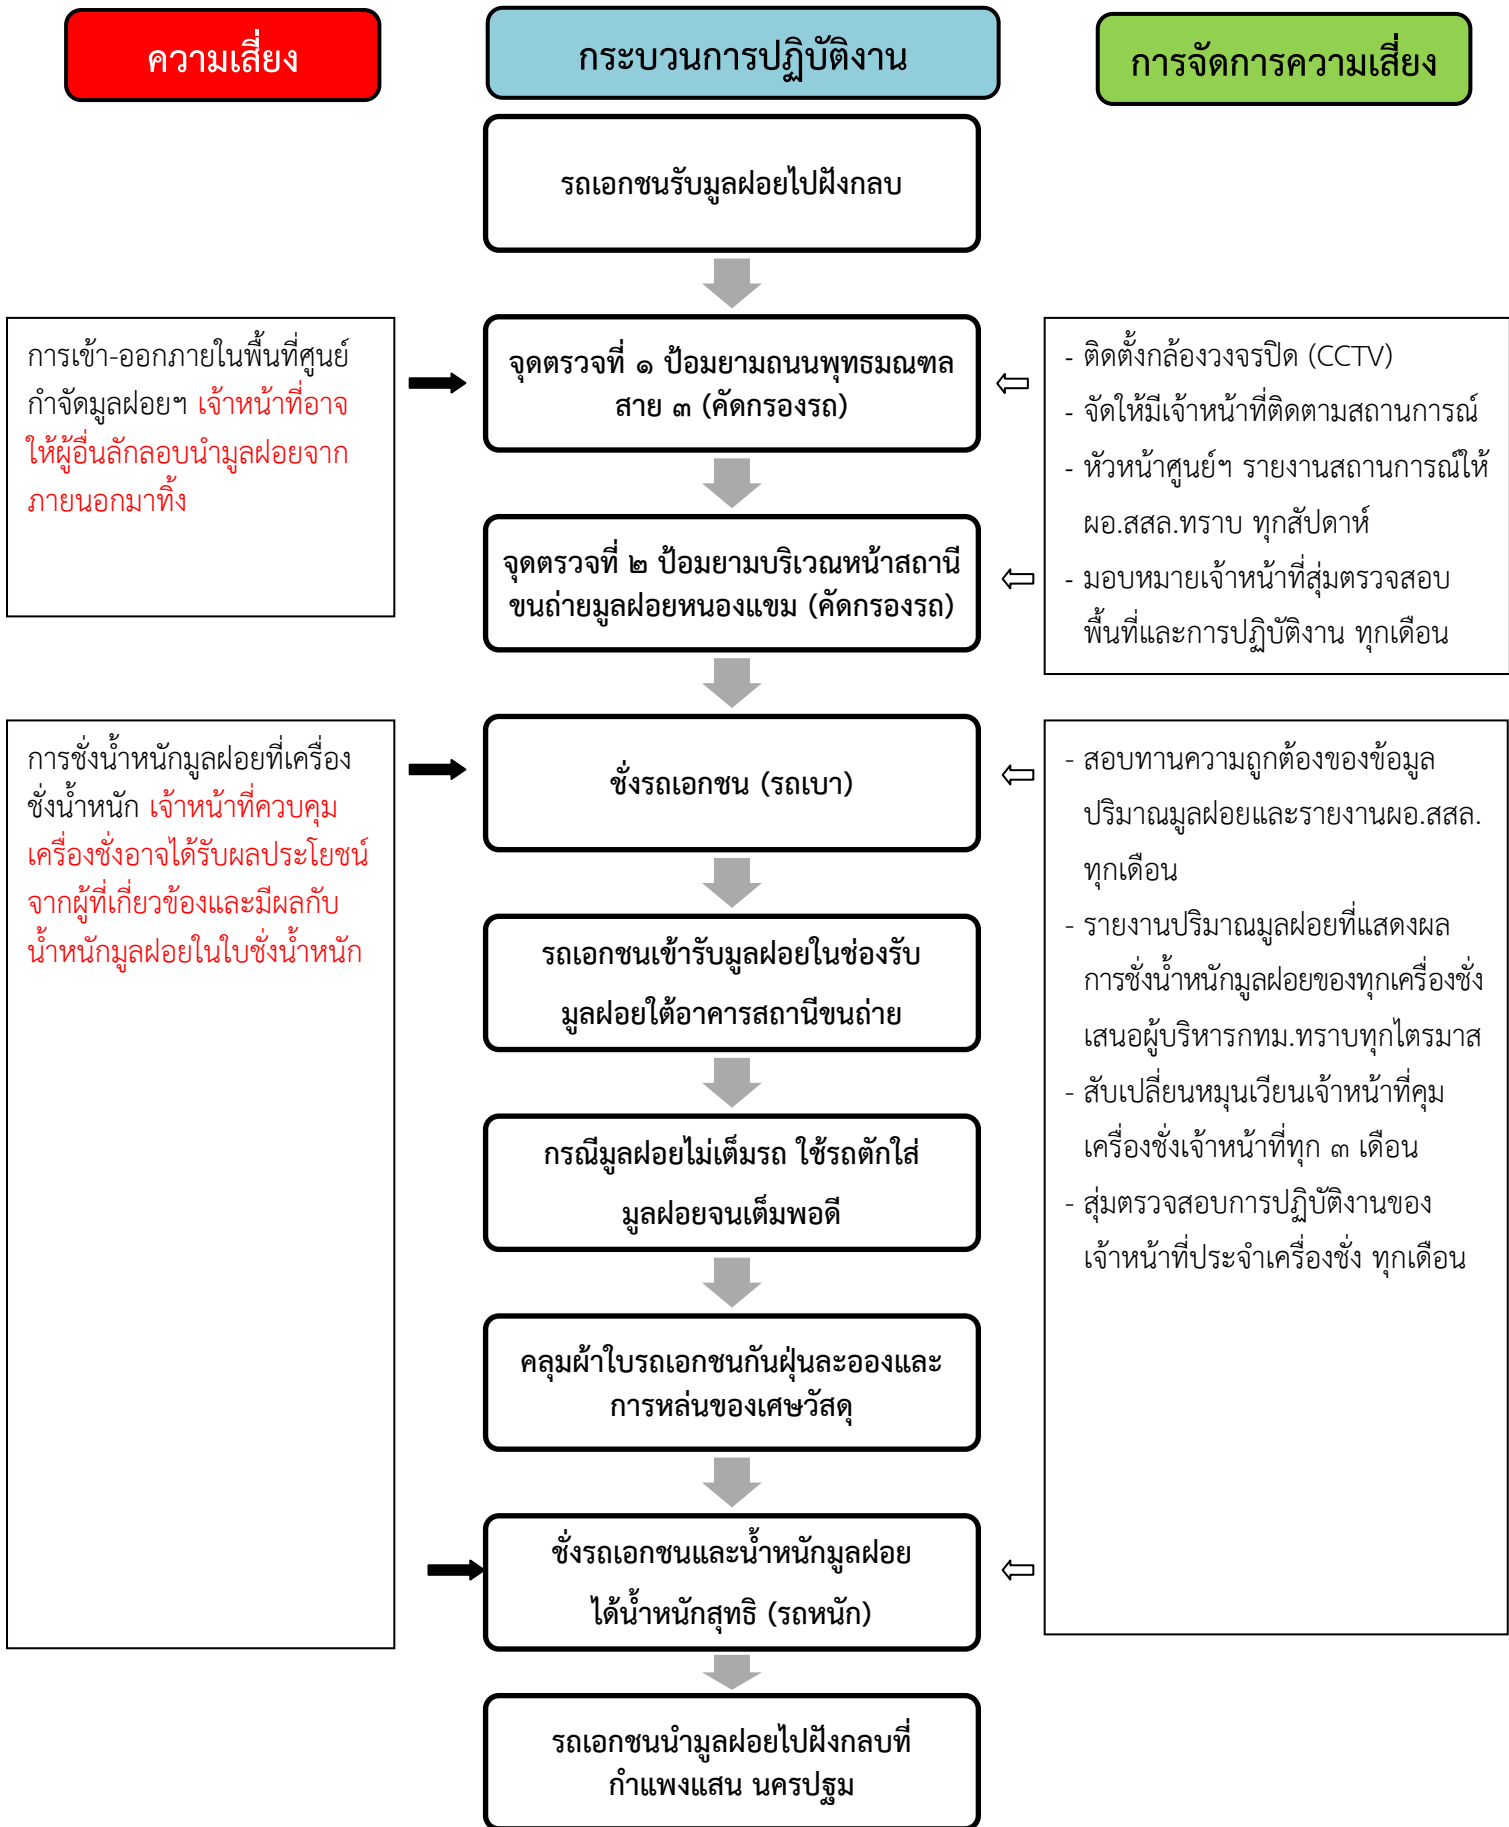 ความเสี่ยง
กระบวนการปฏิบัติงาน
การจัดการความเสี่ยง
รถเอกชนรับมูลฝอยไปฝังกลบ
การเข้า-ออกภายในพื้นที่ศูนย์
กำจัดมูลฝอยฯ เจ้าหน้าที่อาจ
ให้ผู้อื่นลักลอบนำมูลฝอยจาก
ภายนอกมาทิ้ง
จุดตรวจที่ ๑ ป้อมยามถนนพุทธมณฑล
สาย ๓ (คัดกรองรถ)
จุดตรวจที่ ๒ ป้อมยามบริเวณหน้าสถานี
ขนถ่ายมูลฝอยหนองแขม (คัดกรองรถ)
- ติดตั้งกล้องวงจรปิด (CCTV)
- จัดให้มีเจ้าหน้าที่ติดตามสถานการณ์
- หัวหน้าศูนย์ฯ รายงานสถานการณ์ให้
ผอ.สสล.ทราบ ทุกสัปดาห์
- มอบหมายเจ้าหน้าที่สุ่มตรวจสอบ
พื้นที่และการปฏิบัติงาน ทุกเดือน
การชั่งน้ำหนักมูลฝอยที่เครื่อง
ชั่งน้ำหนัก เจ้าหน้าที่ควบคุม
เครื่องชั่งอาจได้รับผลประโยชน์
จากผู้ที่เกี่ยวข้องและมีผลกับ
น้ำหนักมูลฝอยในใบชั่งน้ำหนัก
ชั่งรถเอกชน (รถเบา)
รถเอกชนเข้ารับมูลฝอยในช่องรับ
มูลฝอยใต้อาคารสถานีขนถ่าย
กรณีมูลฝอยไม่เต็มรถ ใช้รถตักใส่
มูลฝอยจนเต็มพอดี
คลุมผ้าใบรถเอกชนกันฝุ่นละอองและ
การหล่นของเศษวัสดุ
ชั่งรถเอกชนและน้ำหนักมูลฝอย
ได้น้ำหนักสุทธิ (รถหนัก)
- สอบทานความถูกต้องของข้อมูล
ปริมาณมูลฝอยและรายงานผอ.สสล.
ทุกเดือน
- รายงานปริมาณมูลฝอยที่แสดงผล
การชั่งน้ำหนักมูลฝอยของทุกเครื่องชั่ง
เสนอผู้บริหารกทม.ทราบทุกไตรมาส
- สับเปลี่ยนหมุนเวียนเจ้าหน้าที่คุม
เครื่องชั่งเจ้าหน้าที่ทุก ๓ เดือน
- สุ่มตรวจสอบการปฏิบัติงานของ
เจ้าหน้าที่ประจำเครื่องชั่ง ทุกเดือน
รถเอกชนนำมูลฝอยไปฝังกลบที่
กำแพงแสน นครปฐม